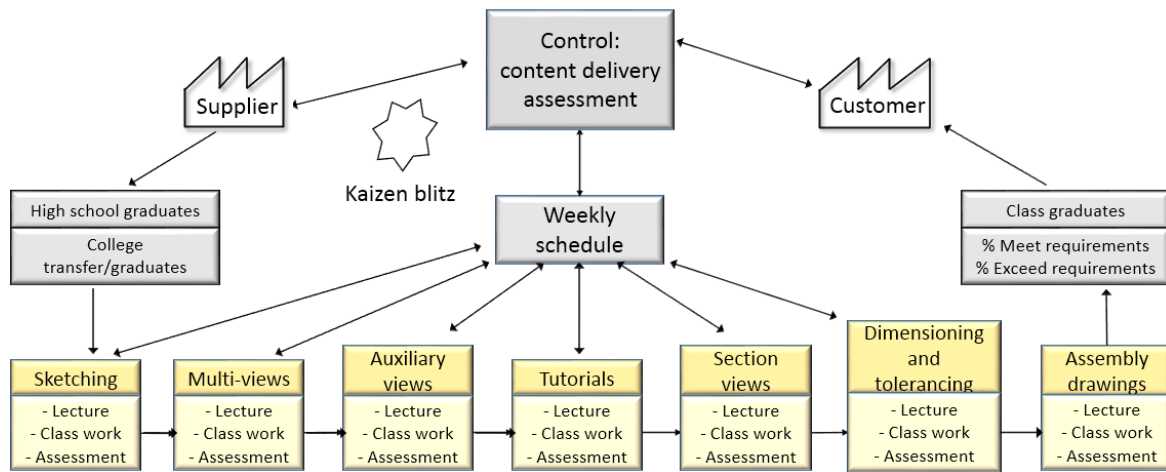 Control:
content delivery
assessment
Supplier
Customer
Kaizen blitz
High school graduates
College
transfer/graduates
Weekly
schedule
Class graduates
% Meet requirements
% Exceed requirements
Sketching
- Lecture
- Class work
- Assessment
Multi-views
- Lecture
- Class work
- Assessment
Auxiliary
views
- Lecture
- Class work
- Assessment
Tutorials
- Lecture
- Class work
- Assessment
Section
views
- Lecture
- Class work
- Assessment
Dimensioning
and
tolerancing
- Lecture
- Class work
- Assessment
Assembly
drawings
- Lecture
- Class work
- Assessment